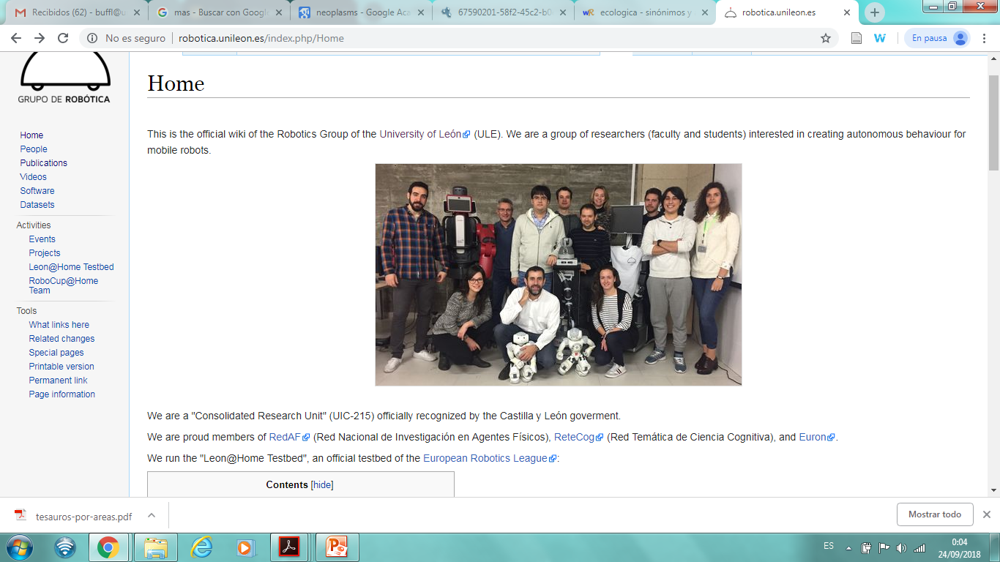 Recibidos (62) - buffl@u
mas - Buscar con Google
neoplasms - Google Aca
67590201-58f2-45c2-b0
ecologica - sinónimos y
robotica.unileon.es
No es seguro
robotica.unileon.es/index.php/Home
En pausa
GRUPO DE ROBÓTICA
Home
People
Publications
Videos
Software
Datasets
Activities
Events
Projects
Leon@Home Testbed
RoboCup@Home
Team
Tools
What links here
Related changes
Special pages
Printable version
Permanent link
Page information
Home
This is the official wiki of the Robotics Group of the University of León (ULE). We are a group of researchers (faculty and students) interested in creating autonomous behaviour for
mobile robots.
We are a "Consolidated Research Unit" (UIC-215) officially recognized by the Castilla y León goverment.
We are proud members of RedAF (Red Nacional de Investigación en Agentes Físicos), ReteCog (Red Temática de Ciencia Cognitiva), and Euron.
We run the "Leon@Home Testbed", an official testbed of the European Robotics League:
Contents [hide]
tesauros-por-areas.pdf
Mostrar todo
ES
0:04
24/09/2018